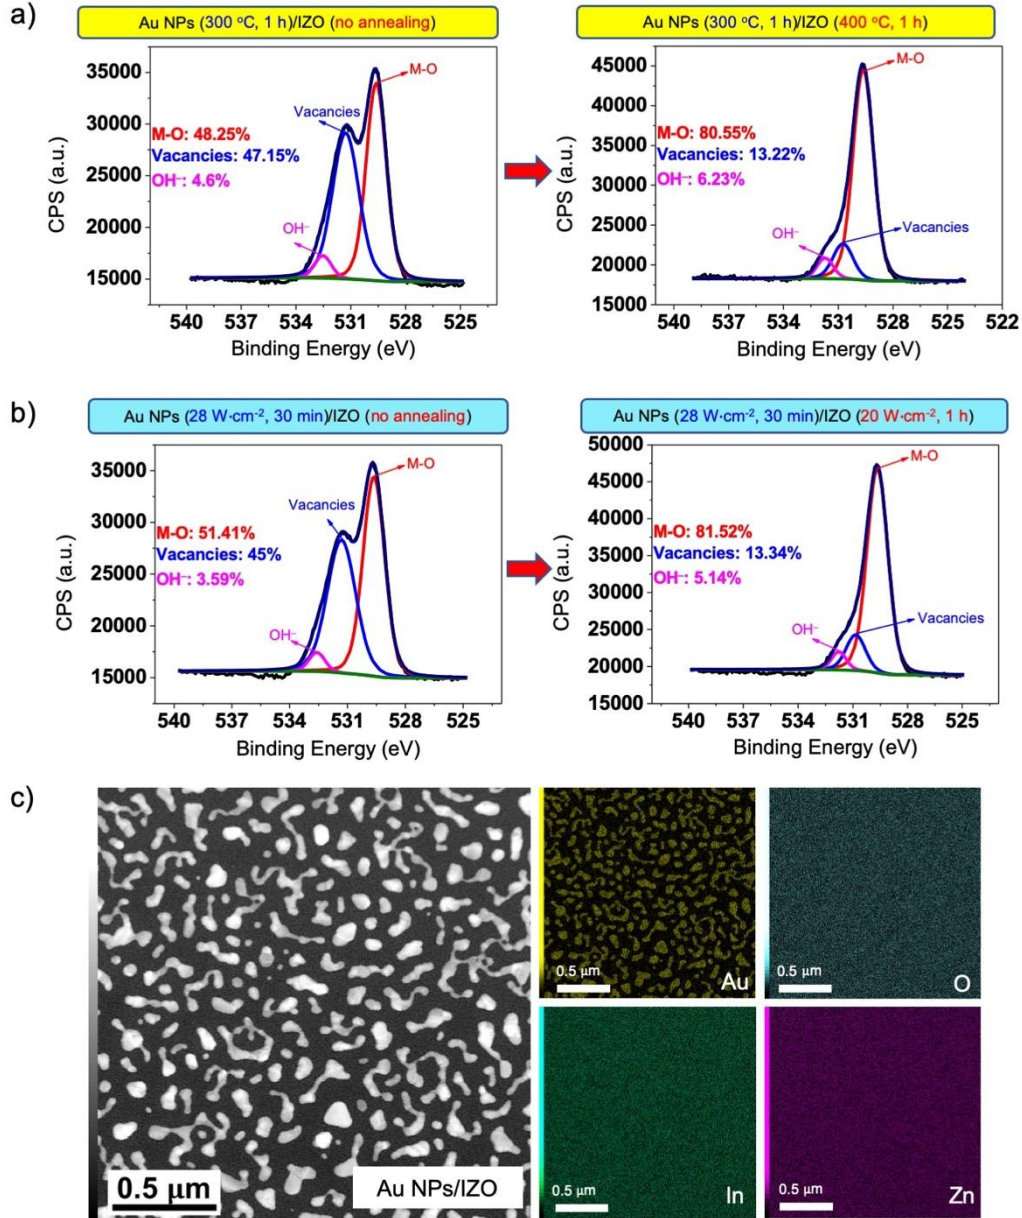 a)
Au NPs (300 ºC, 1 h)/IZO (no annealing)
35000
30000
25000
20000
15000
CPS (a.u.)
M-O
Vacancies
M-O: 48.25%
Vacancies: 47.15%
OH⁻: 4.6%
OH⁻
540 537 534 531 528 525
Binding Energy (eV)
Au NPs (300 ºC, 1 h)/IZO (400 ºC, 1 h)
45000
40000
35000
30000
25000
20000
15000
CPS (a.u.)
M-O
M-O: 80.55%
Vacancies: 13.22%
OH⁻: 6.23%
OH⁻
Vacancies
540 537 534 531 528 525 522
Binding Energy (eV)
b)
Au NPs (28 W·cm⁻², 30 min)/IZO (no annealing)
35000
30000
25000
20000
15000
CPS (a.u.)
M-O
Vacancies
M-O: 51.41%
Vacancies: 45%
OH⁻: 3.59%
OH⁻
540 537 534 531 528 525
Binding Energy (eV)
Au NPs (28 W·cm⁻², 30 min)/IZO (20 W·cm⁻², 1 h)
50000
45000
40000
35000
30000
25000
20000
15000
CPS (a.u.)
M-O
M-O: 81.52%
Vacancies: 13.34%
OH⁻: 5.14%
OH⁻
Vacancies
540 537 534 531 528 525
Binding Energy (eV)
c)
0.5 µm
Au NPs/IZO
0.5 µm
Au
0.5 µm
O
0.5 µm
In
0.5 µm
Zn